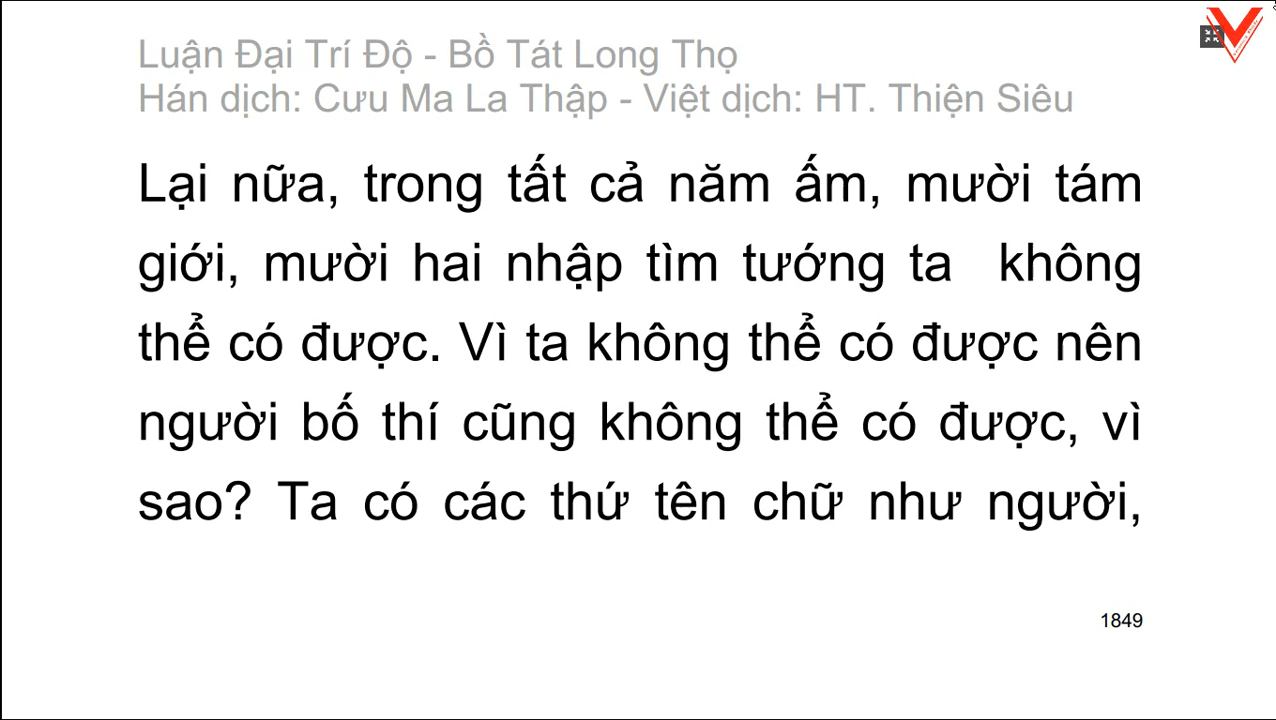 Luận Đại Trí Độ - Bồ Tát Long Thọ
Hán dịch: Cưu Ma La Thập - Việt dịch: HT. Thiện Siêu
Lại nữa, trong tất cả năm ấm, mười tám
giới, mười hai nhập tìm tướng ta không
thể có được. Vì ta không thể có được nên
người bố thí cũng không thể có được, vì
sao? Ta có các thứ tên chữ như người,
1849